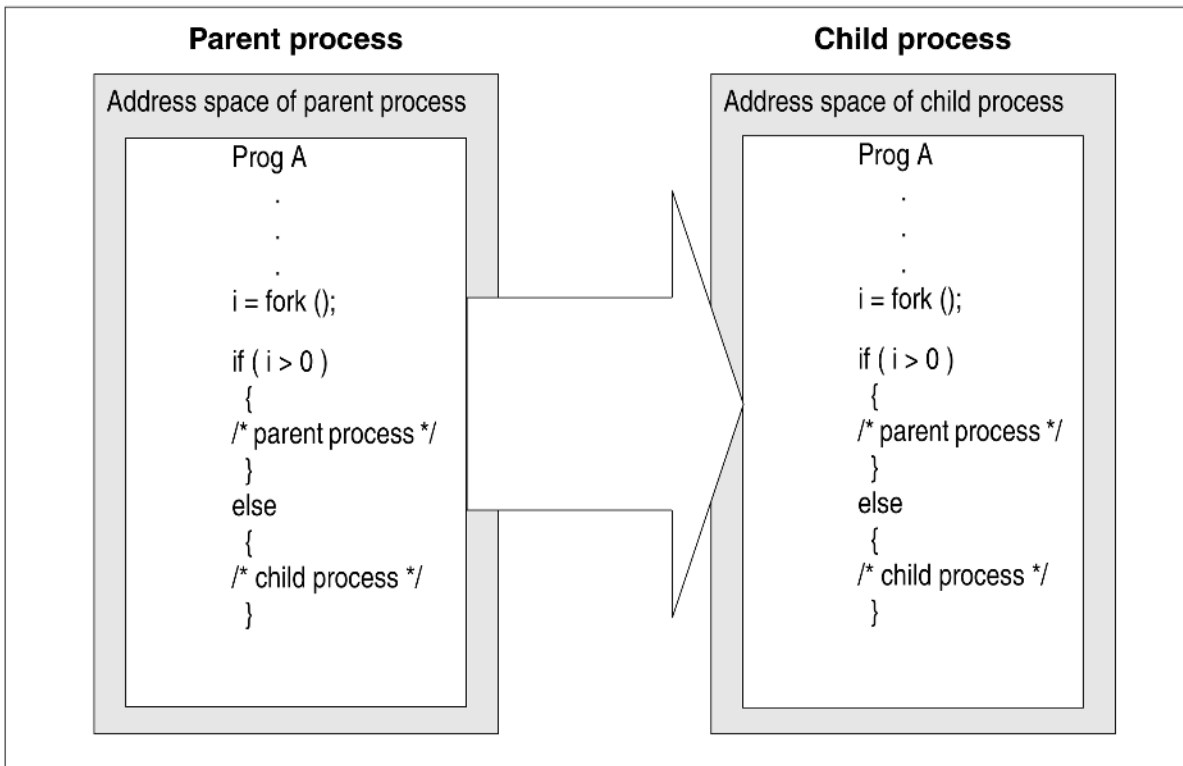 Parent process
Address space of parent process
Prog A
.
.
.
i = fork ();
if ( i > 0 )
{
/* parent process */
}
else
{
/* child process */
}
Child process
Address space of child process
Prog A
.
.
.
i = fork ();
if ( i > 0 )
{
/* parent process */
}
else
{
/* child process */
}